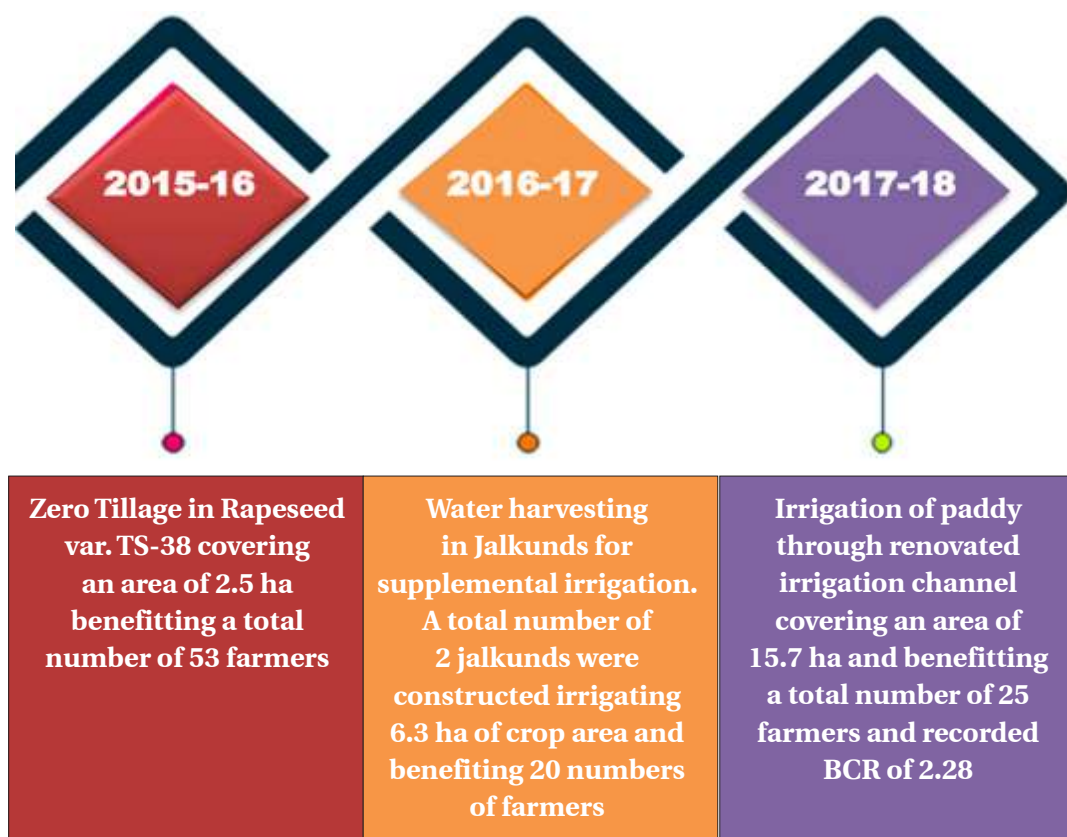 2015-16
2016-17
2017-18
Zero Tillage in Rapeseed
var. TS-38 covering
an area of 2.5 ha
benefitting a total
number of 53 farmers
Water harvesting
in Jalkunds for
supplemental irrigation.
A total number of
2 jalkunds were
constructed irrigating
6.3 ha of crop area and
benefiting 20 numbers
of farmers
Irrigation of paddy
through renovated
irrigation channel
covering an area of
15.7 ha and benefitting
a total number of 25
farmers and recorded
BCR of 2.28